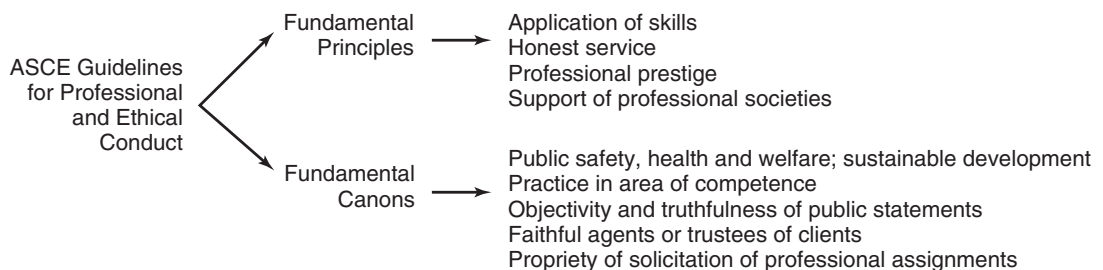 ASCE Guidelines
for Professional
and Ethical
Conduct
Fundamental
Principles
Application of skills
Honest service
Professional prestige
Support of professional societies
Fundamental
Canons
Public safety, health and welfare; sustainable development
Practice in area of competence
Objectivity and truthfulness of public statements
Faithful agents or trustees of clients
Propriety of solicitation of professional assignments